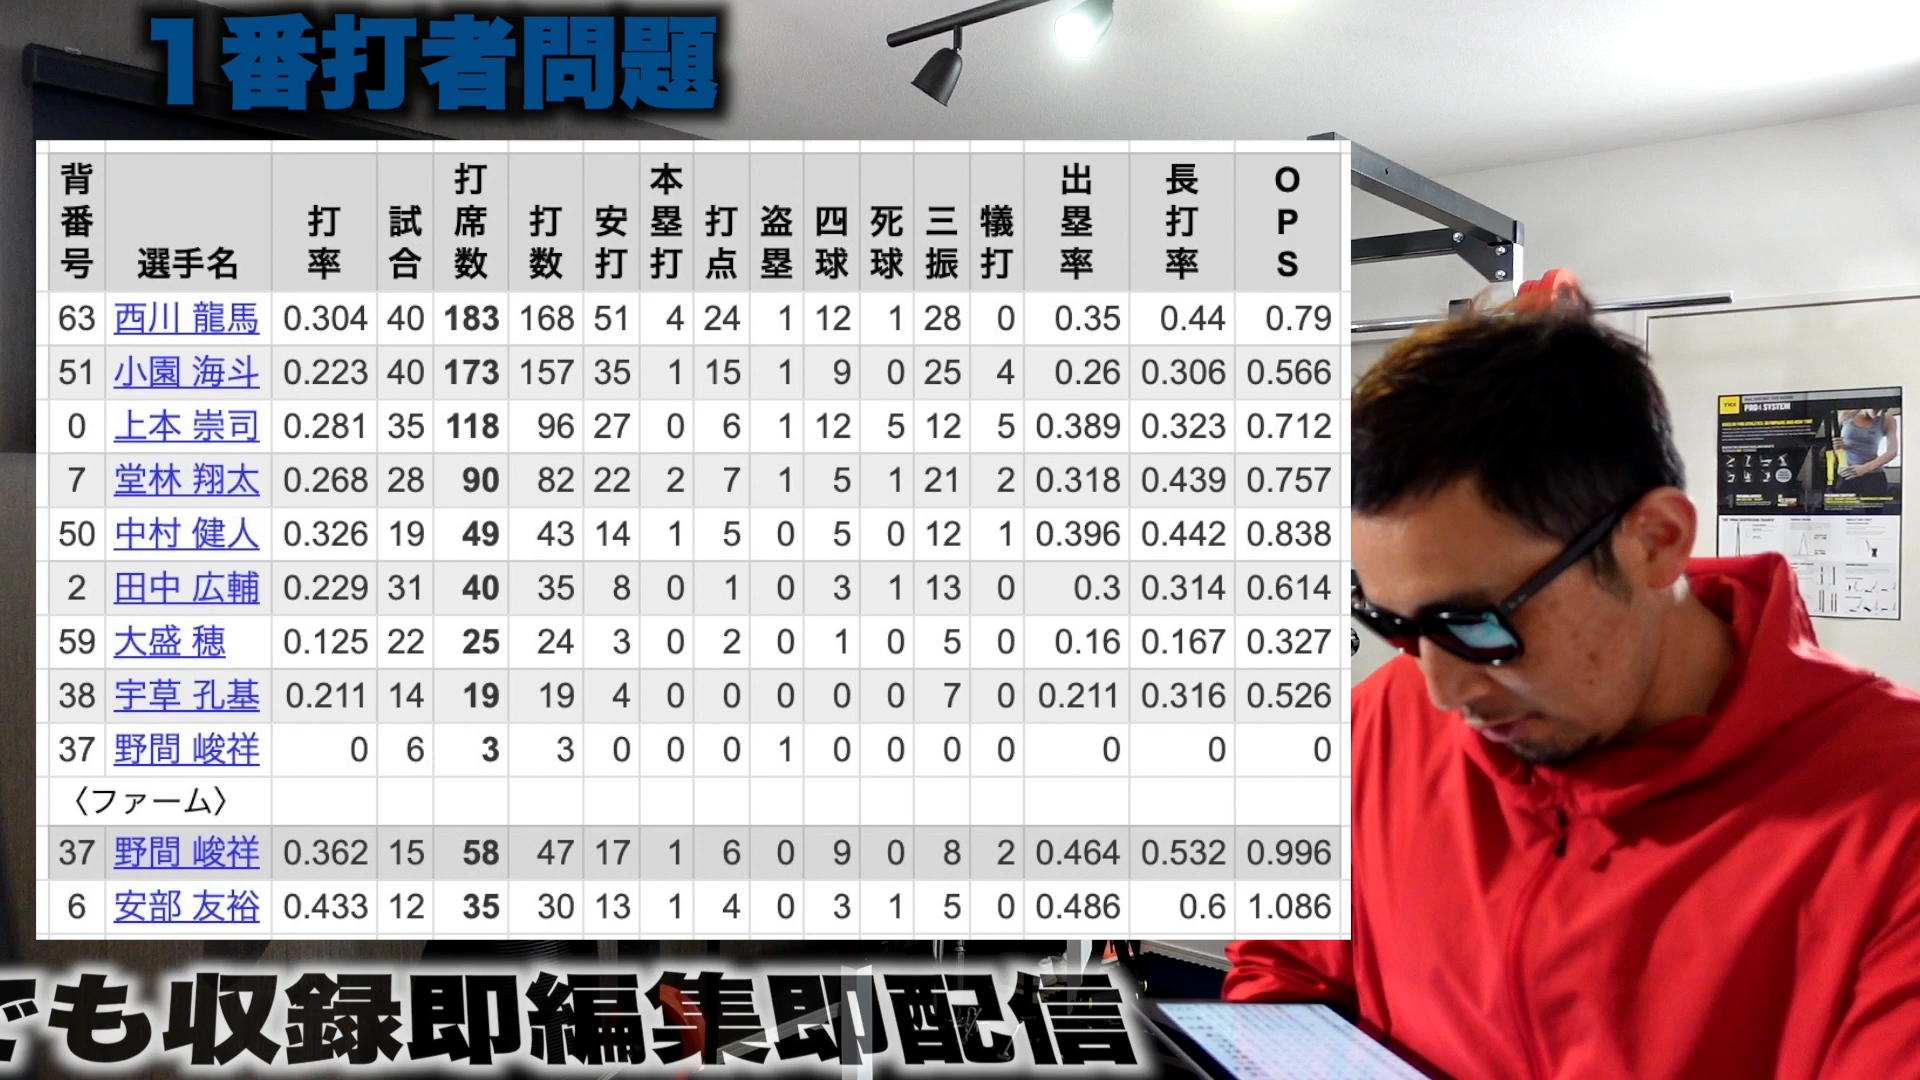 1番打者問題
背番号 選手名 打率 試合 打席数 打数 安打 本塁打 打点 盗塁 四球 死球 三振 犠打 出塁率 長打率 OPS
63 西川 龍馬 0.304 40 183 168 51 4 24 1 12 1 28 0 0.35 0.44 0.79
51 小園 海斗 0.223 40 173 157 35 1 15 1 9 0 25 4 0.26 0.306 0.566
0 上本 崇司 0.281 35 118 96 27 0 6 1 12 5 12 5 0.389 0.323 0.712
7 堂林 翔太 0.268 28 90 82 22 2 7 1 5 1 21 2 0.318 0.439 0.757
50 中村 健人 0.326 19 49 43 14 1 5 0 5 0 12 1 0.396 0.442 0.838
2 田中 広輔 0.229 31 40 35 8 0 1 0 3 1 13 0 0.3 0.314 0.614
59 大盛 穂 0.125 22 25 24 3 0 2 0 1 0 5 0 0.16 0.167 0.327
38 宇草 孔基 0.211 14 19 19 4 0 0 0 0 0 7 0 0.211 0.316 0.526
37 野間 峻祥 0 6 3 3 0 0 0 1 0 0 0 0 0 0 0
〈ファーム〉
37 野間 峻祥 0.362 15 58 47 17 1 6 0 9 0 8 2 0.464 0.532 0.996
6 安部 友裕 0.433 12 35 30 13 1 4 0 3 1 5 0 0.486 0.6 1.086
でも収録即編集即配信
TRX
PRO4 SYSTEM